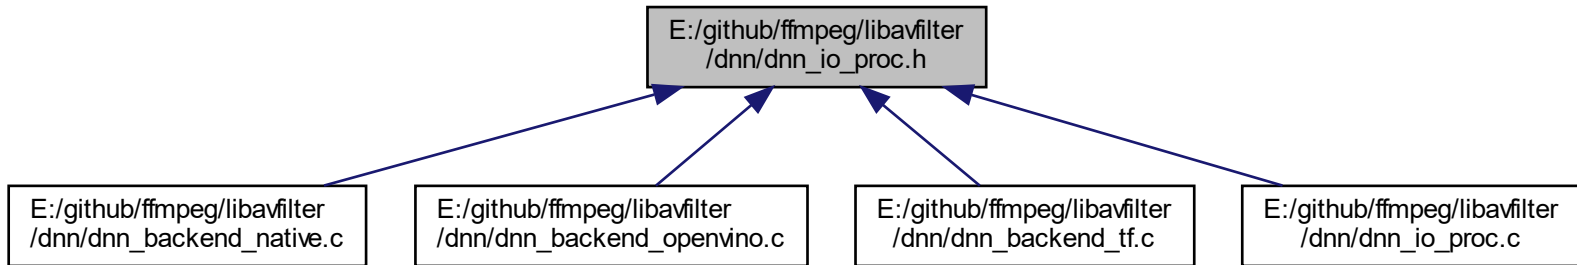 E:/github/ffmpeg/libavfilter
/dnn/dnn_io_proc.h
E:/github/ffmpeg/libavfilter
/dnn/dnn_backend_native.c
E:/github/ffmpeg/libavfilter
/dnn/dnn_backend_openvino.c
E:/github/ffmpeg/libavfilter
/dnn/dnn_backend_tf.c
E:/github/ffmpeg/libavfilter
/dnn/dnn_io_proc.c